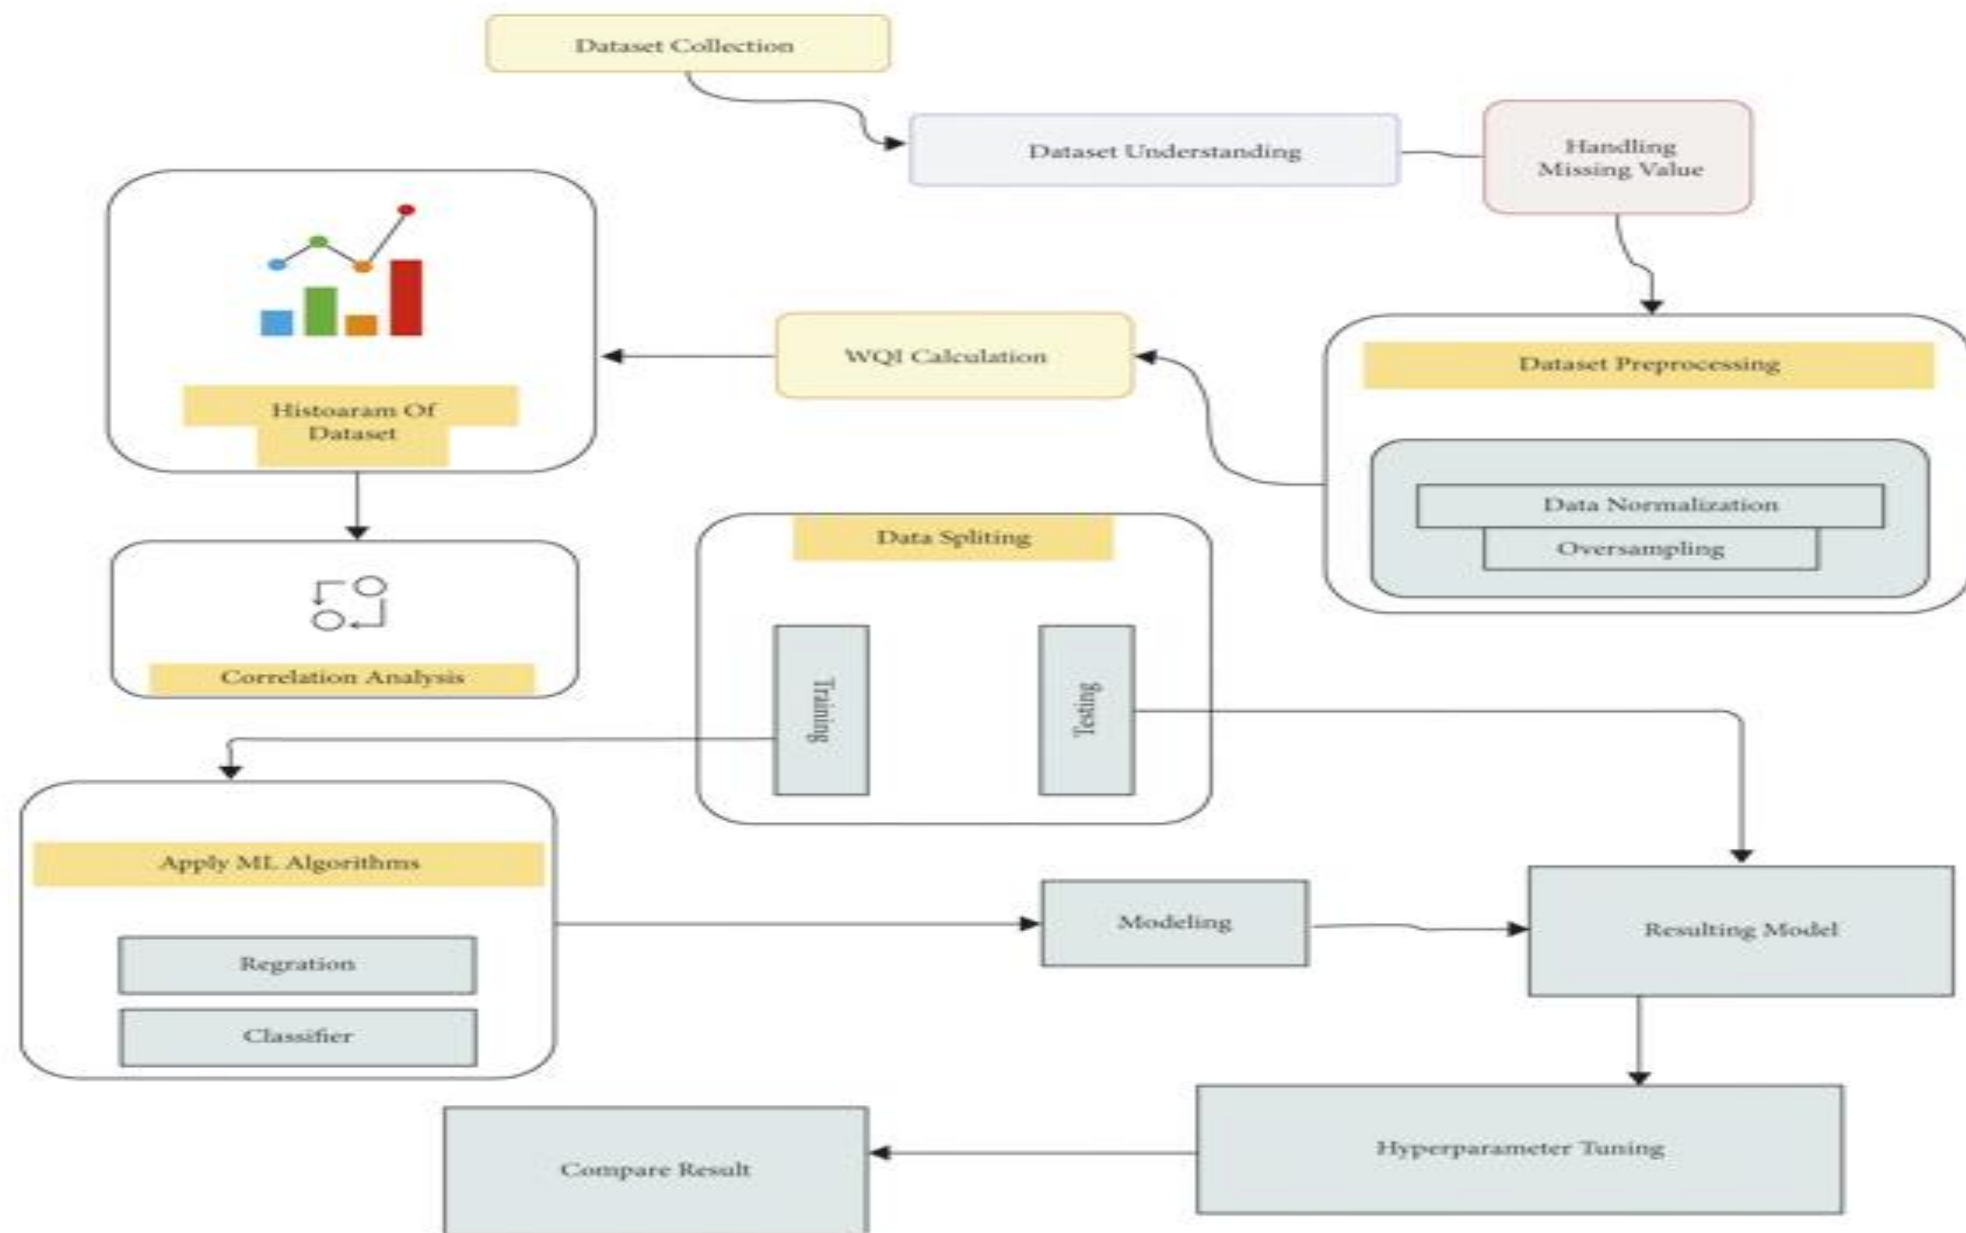 Dataset Collection
Dataset Understanding
Handling
Missing Value
Dataset Preprocessing
Data Normalization
Oversampling
WQI Calculation
Histoaram Of
Dataset
Correlation Analysis
Data Spliting
Training
Testing
Apply ML Algorithms
Regration
Classifier
Modeling
Resulting Model
Hyperparameter Tuning
Compare Result